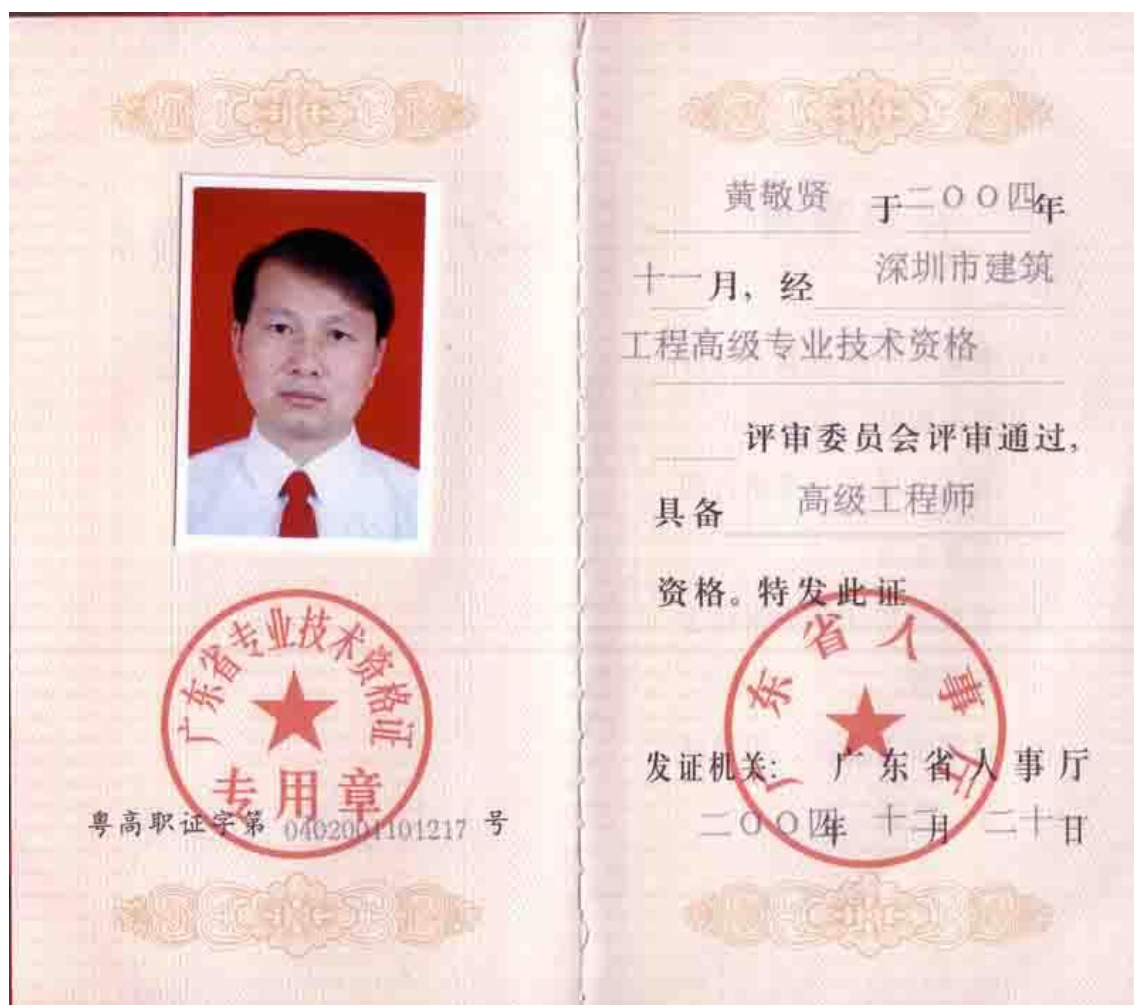 广东省专业技术资格证
专用章
粤高职证字第 0402004101217 号
黄敬贤 于二〇〇四年
十一月，经 深圳市建筑
工程高级专业技术资格
评审委员会评审通过，
具备 高级工程师
资格。特发此证
广东省人事厅
发证机关： 广东省人事厅
二〇〇四年 十二月 二十一日